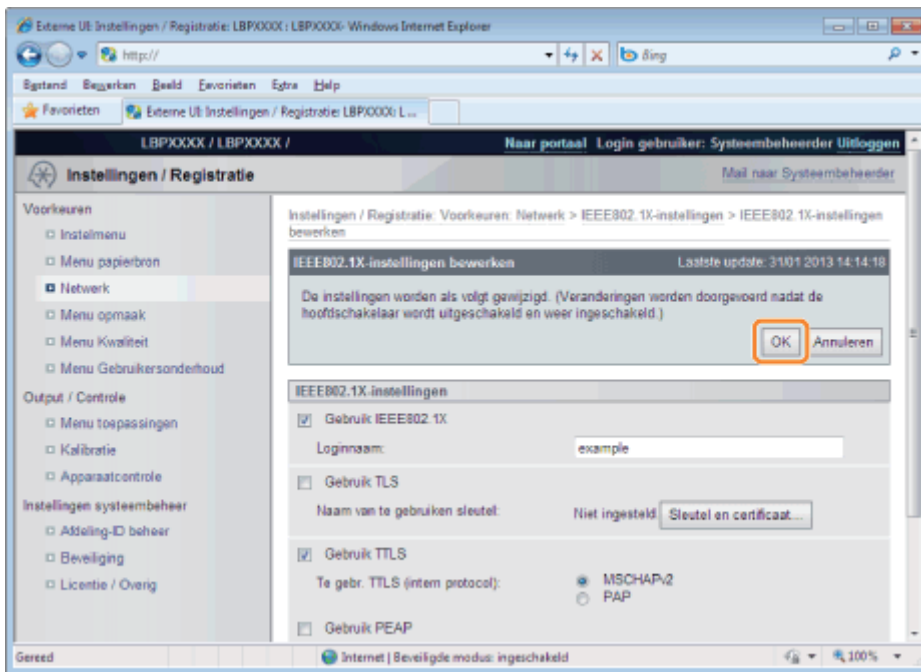 Externe UI: Instellingen / Registratie: LBPXXXX : LBPXXXX- Windows Internet Explorer
http://
Bing
Bestand Bewerken Beeld Favorieten Extra Help
Favorieten Externe UI: Instellingen / Registratie: LBPXXXX: L...
LBPXXXX / LBPXXXX / Naar portaal Login gebruiker: Systeembeheerder Uitloggen
Instellingen / Registratie Mail naar Systeembeheerder
Voorkeuren
Instelmenu
Menu papierbron
Netwerk
Menu opmaak
Menu Kwaliteit
Menu Gebruikersonderhoud
Output / Controle
Menu toepassingen
Kalibratie
Apparaatcontrole
Instellingen systeembeheer
Afdeling-ID beheer
Beveiliging
Licentie / Overig
Instellingen / Registratie: Voorkeuren: Netwerk > IEEE802.1X-instellingen > IEEE802.1X-instellingen
bewerken
IEEE802.1X-instellingen bewerken Laatste update: 31/01 2013 14:14:18
De instellingen worden als volgt gewijzigd. (Veranderingen worden doorgevoerd nadat de
hoofdschakelaar wordt uitgeschakeld en weer ingeschakeld.)
OK Annuleren
IEEE802.1X-instellingen
Gebruik IEEE802.1X
Loginnaam: example
Gebruik TLS
Naam van te gebruiken sleutel: Niet ingesteld Sleutel en certificaat...
Gebruik TTLS
Te gebr. TTLS (intern protocol): MSCHAPv2
PAP
Gebruik PEAP
Gereed Internet | Beveiligde modus: ingeschakeld 100%